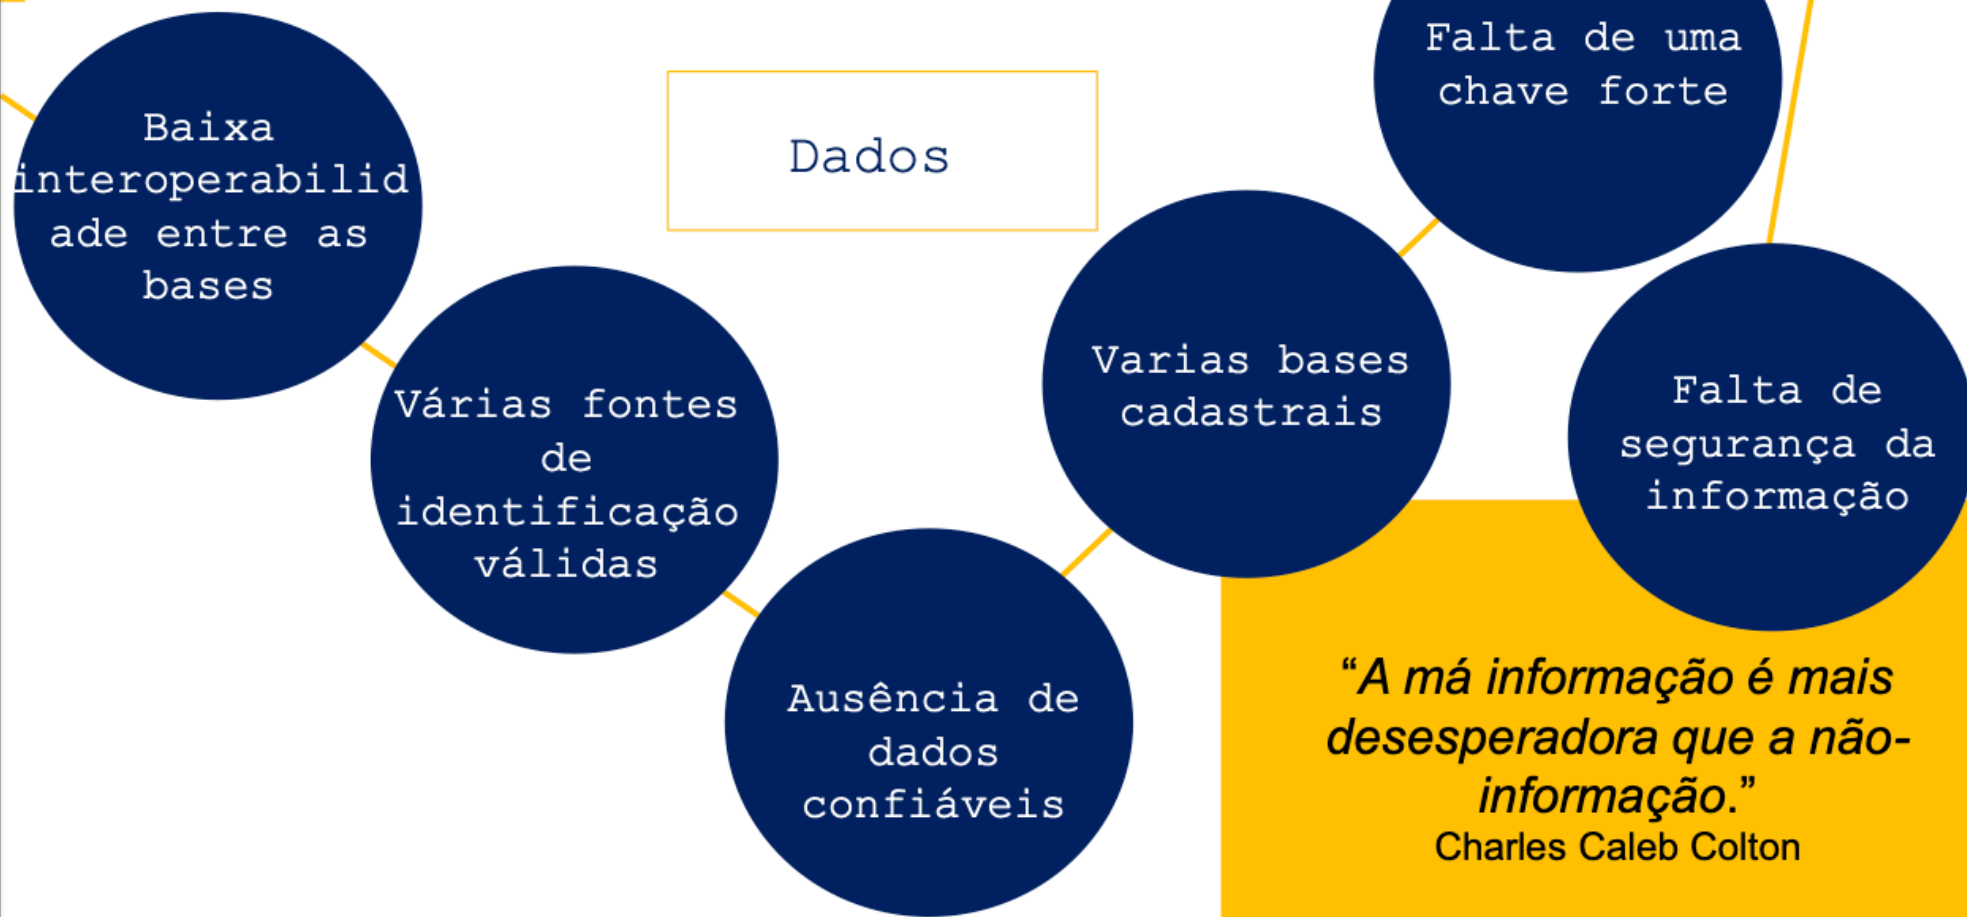 Baixa
interoperabilid
ade entre as
bases
Várias fontes
de
identificação
válidas
Ausência de
dados
confiáveis
Dados
Varias bases
cadastrais
Falta de uma
chave forte
Falta de
segurança da
informação
“A má informação é mais
desesperadora que a não-
informação.”
Charles Caleb Colton